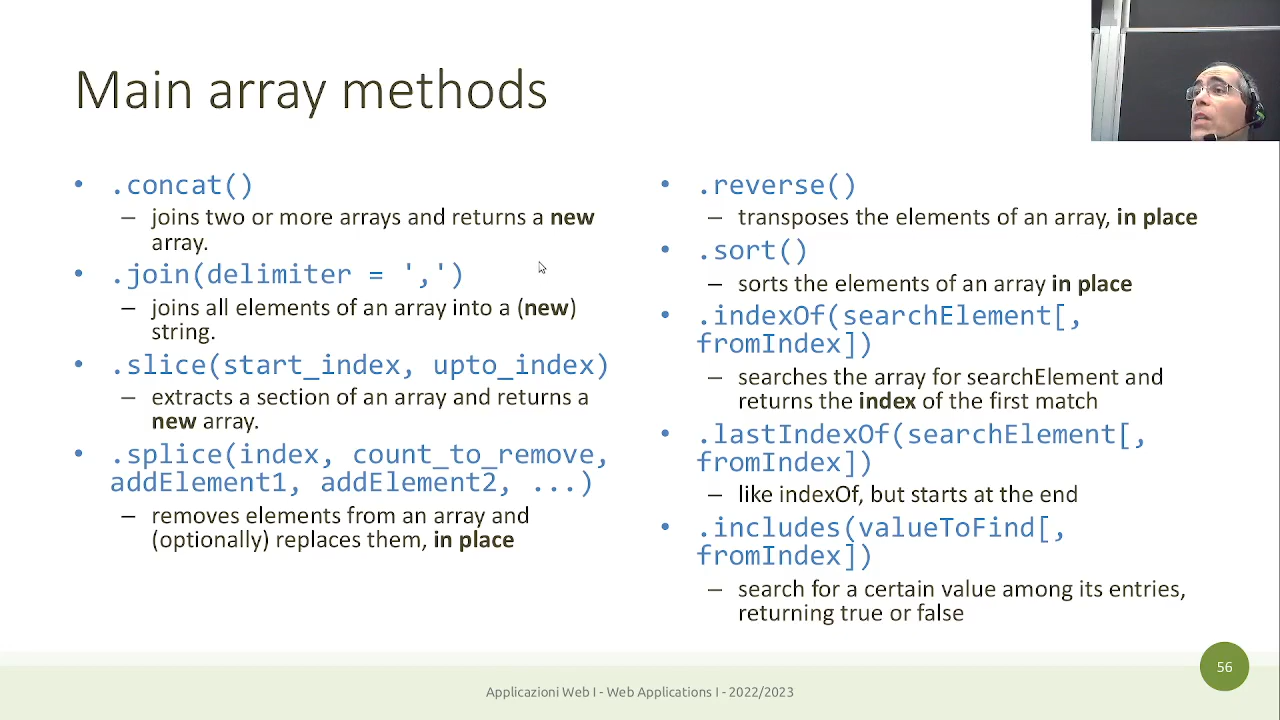 Main array methods
• .concat()
– joins two or more arrays and returns a new
array.
• .join(delimiter = ',')
– joins all elements of an array into a (new)
string.
• .slice(start_index, upto_index)
– extracts a section of an array and returns a
new array.
• .splice(index, count_to_remove,
addElement1, addElement2, ...)
– removes elements from an array and
(optionally) replaces them, in place
• .reverse()
– transposes the elements of an array, in place
• .sort()
– sorts the elements of an array in place
• .indexOf(searchElement[,
fromIndex])
– searches the array for searchElement and
returns the index of the first match
• .lastIndexOf(searchElement[,
fromIndex])
– like indexOf, but starts at the end
• .includes(valueToFind[,
fromIndex])
– search for a certain value among its entries,
returning true or false
56
Applicazioni Web I - Web Applications I - 2022/2023